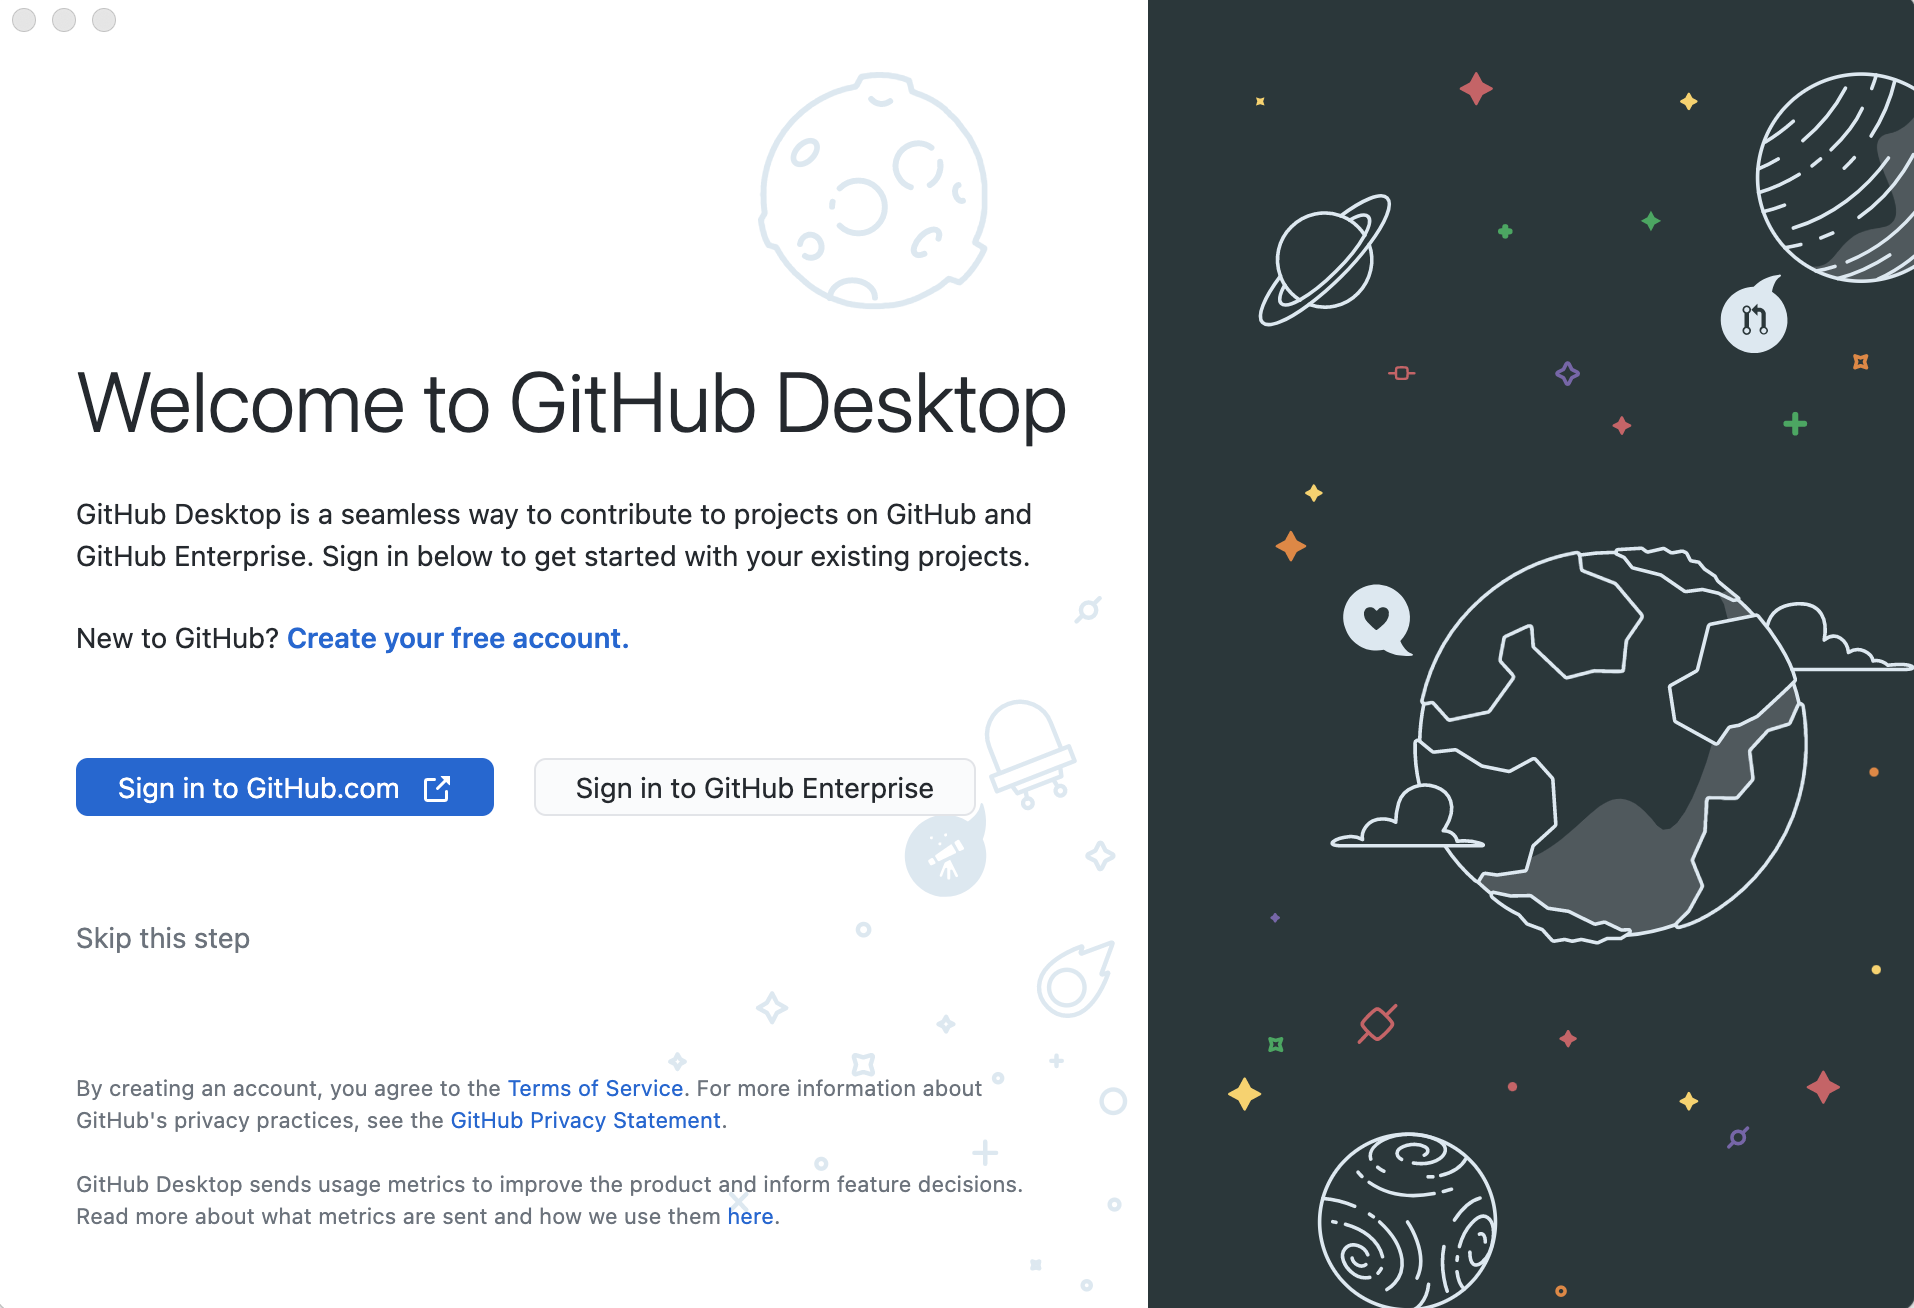 Welcome to GitHub Desktop
GitHub Desktop is a seamless way to contribute to projects on GitHub and
GitHub Enterprise. Sign in below to get started with your existing projects.
New to GitHub? Create your free account.
Sign in to GitHub.com
Sign in to GitHub Enterprise
Skip this step
By creating an account, you agree to the Terms of Service. For more information about
GitHub's privacy practices, see the GitHub Privacy Statement.
GitHub Desktop sends usage metrics to improve the product and inform feature decisions.
Read more about what metrics are sent and how we use them here.